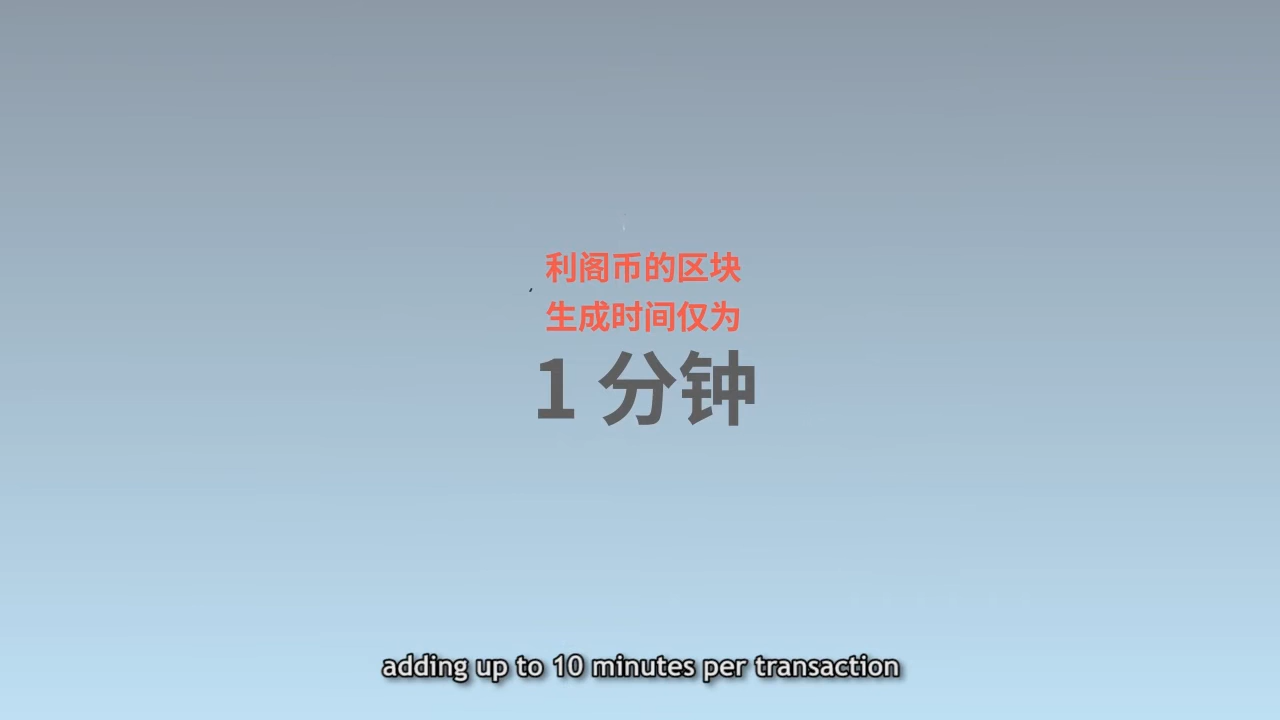 利阁币的区块
生成时间仅为
1 分钟
adding up to 10 minutes per transaction